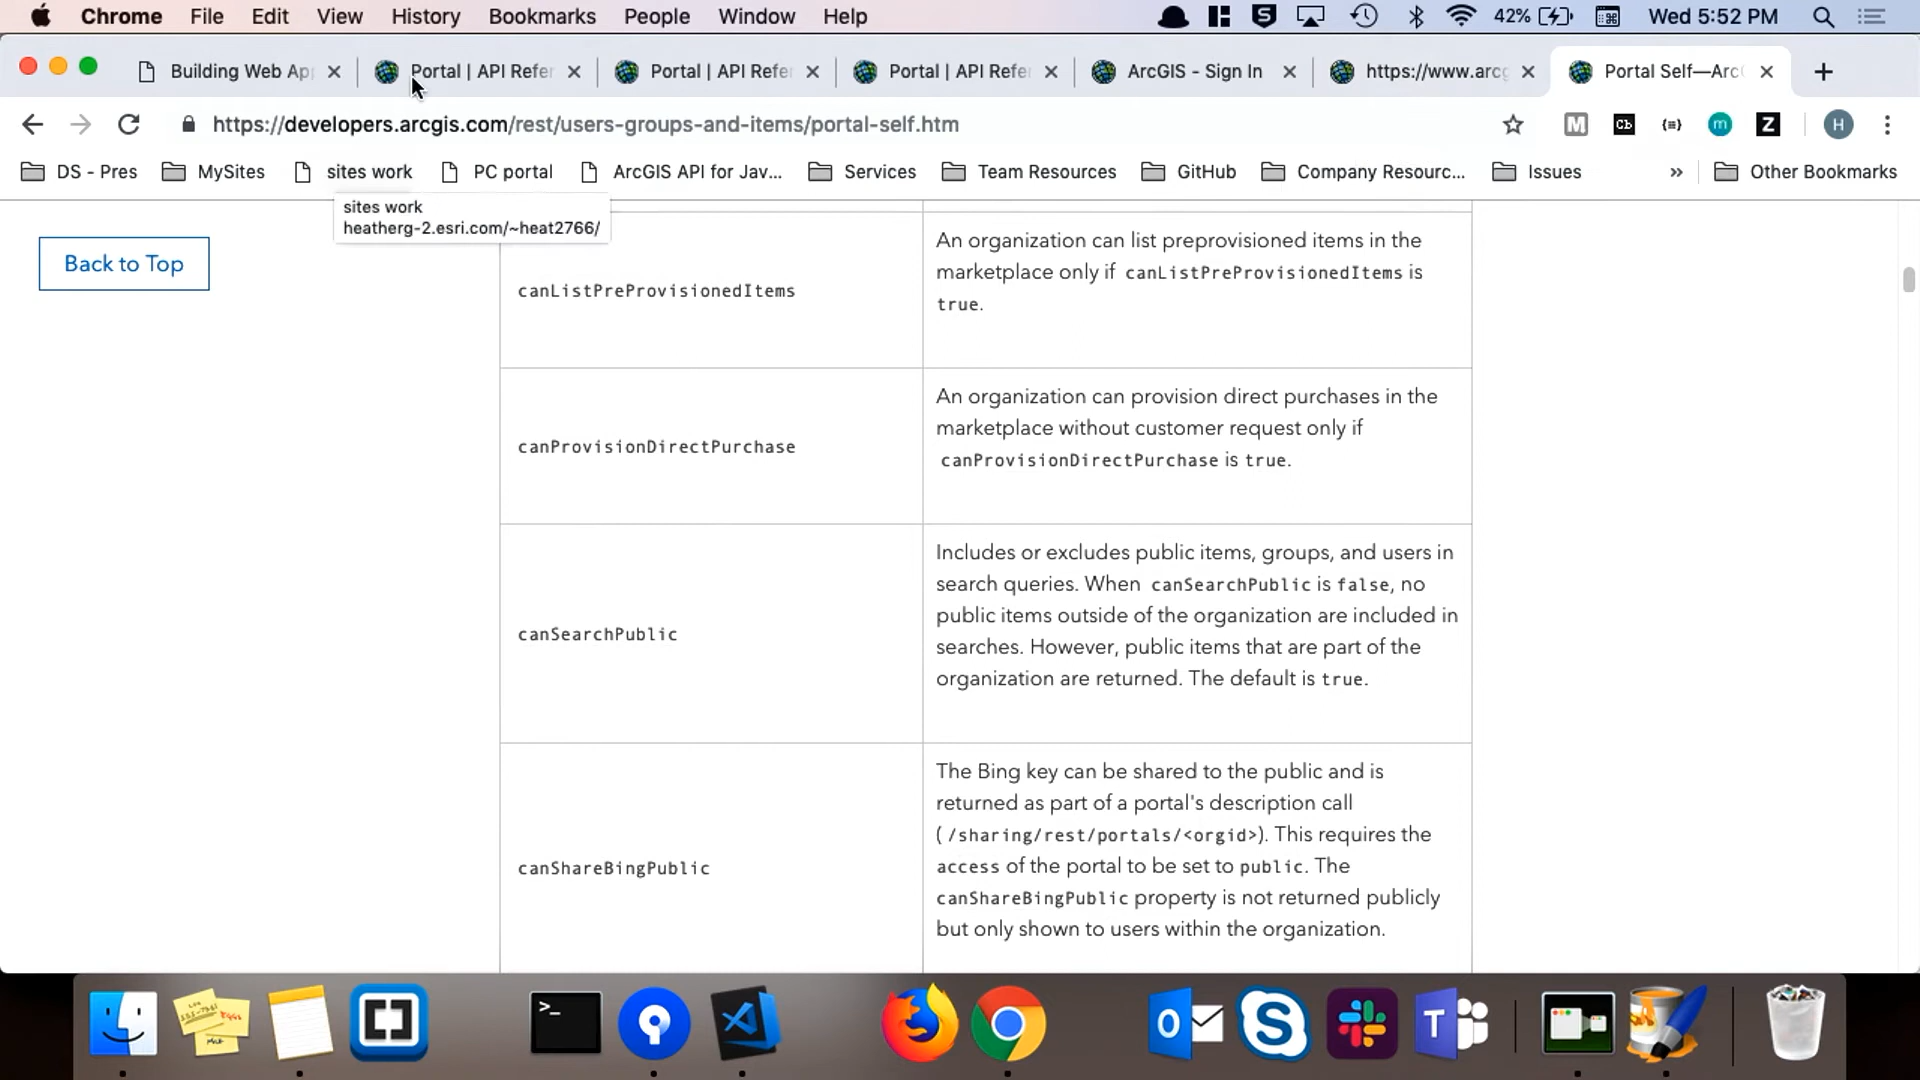 Chrome File Edit View History Bookmarks People Window Help 42% Wed 5:52 PM
Building Web Ap Portal | API Refer Portal | API Refe Portal | API Refe ArcGIS - Sign In https://www.arcg Portal Self—Arc
https://developers.arcgis.com/rest/users-groups-and-items/portal-self.htm
M Cb {≡} m Z H
DS - Pres MySites sites work PC portal ArcGIS API for Jav... Services Team Resources GitHub Company Resourc... Issues » Other Bookmarks
sites work
heatherg-2.esri.com/~heat2766/
Back to Top
canListPreProvisionedItems
An organization can list preprovisioned items in the
marketplace only if canListPreProvisionedItems is
true.
canProvisionDirectPurchase
An organization can provision direct purchases in the
marketplace without customer request only if
canProvisionDirectPurchase is true.
canSearchPublic
Includes or excludes public items, groups, and users in
search queries. When canSearchPublic is false, no
public items outside of the organization are included in
searches. However, public items that are part of the
organization are returned. The default is true.
canShareBingPublic
The Bing key can be shared to the public and is
returned as part of a portal's description call
( /sharing/rest/portals/<orgid>). This requires the
access of the portal to be set to public. The
canShareBingPublic property is not returned publicly
but only shown to users within the organization.